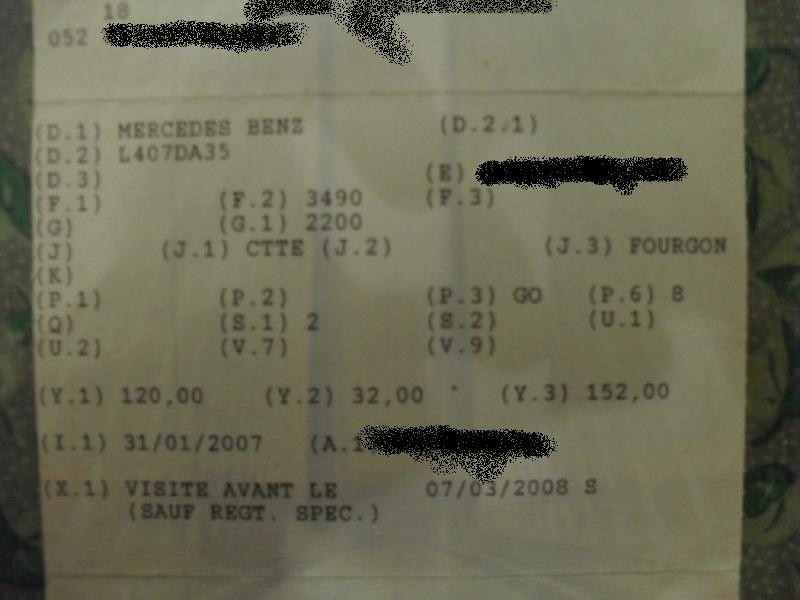 18
052
(D.1) MERCEDES BENZ (D.2.1)
(D.2) L407DA35
(D.3) (E)
(F.1) (F.2) 3490 (F.3)
(G) (G.1) 2200
(J) (J.1) CTTE (J.2) (J.3) FOURGON
(K)
(P.1) (P.2) (P.3) GO (P.6) 8
(Q) (S.1) 2 (S.2) (U.1)
(U.2) (V.7) (V.9)
(Y.1) 120,00 (Y.2) 32,00 (Y.3) 152,00
(I.1) 31/01/2007 (A.1
(X.1) VISITE AVANT LE 07/03/2008 S
(SAUF REGT. SPEC.)